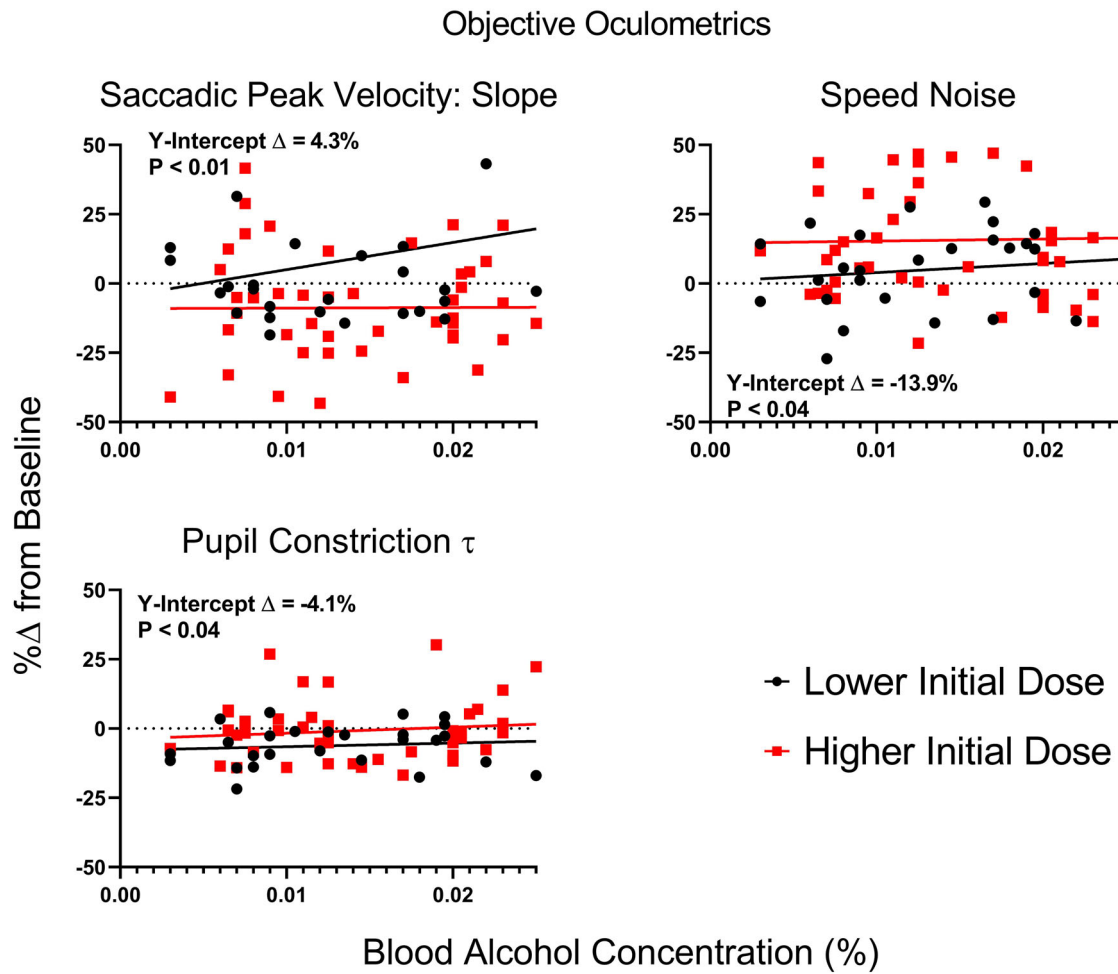 Objective Oculometrics
Saccadic Peak Velocity: Slope
Y-Intercept Δ = 4.3%
P < 0.01
50
25
0
-25
-50
0.00
0.01
0.02
Speed Noise
50
25
0
-25
-50
Y-Intercept Δ = -13.9%
P < 0.04
0.00
0.01
0.02
Pupil Constriction τ
Y-Intercept Δ = -4.1%
P < 0.04
50
25
0
-25
-50
0.00
0.01
0.02
%Δ from Baseline
Lower Initial Dose
Higher Initial Dose
Blood Alcohol Concentration (%)